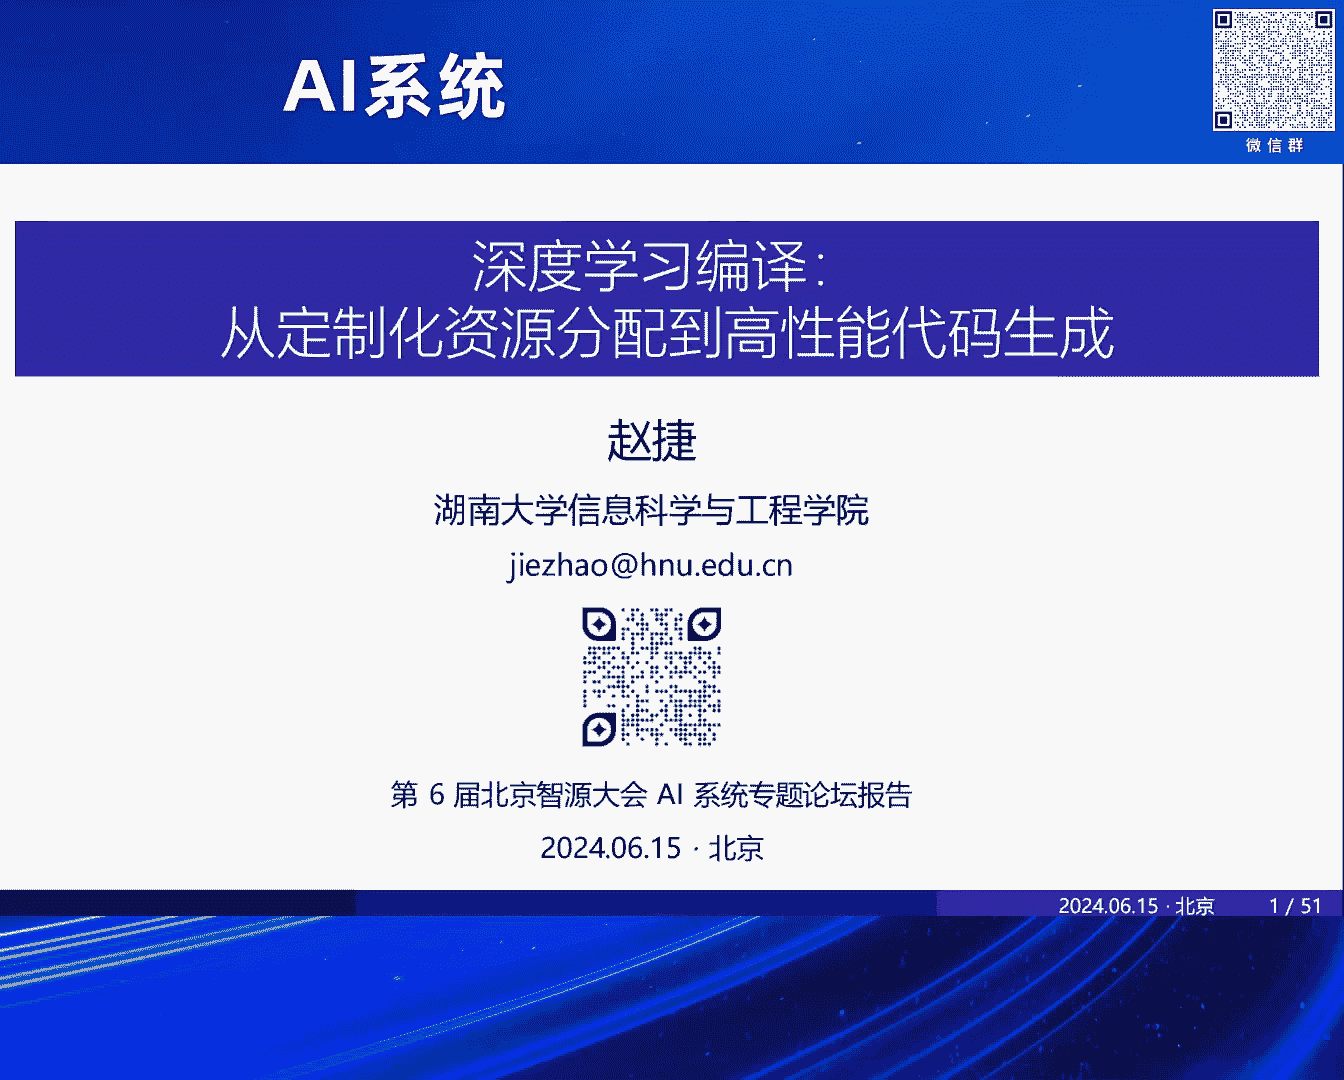 AI系统
微信群
深度学习编译：
从定制化资源分配到高性能代码生成
赵捷
湖南大学信息科学与工程学院
jiezhao@hnu.edu.cn
第 6 届北京智源大会 AI 系统专题论坛报告
2024.06.15 · 北京
2024.06.15 · 北京 1 / 51